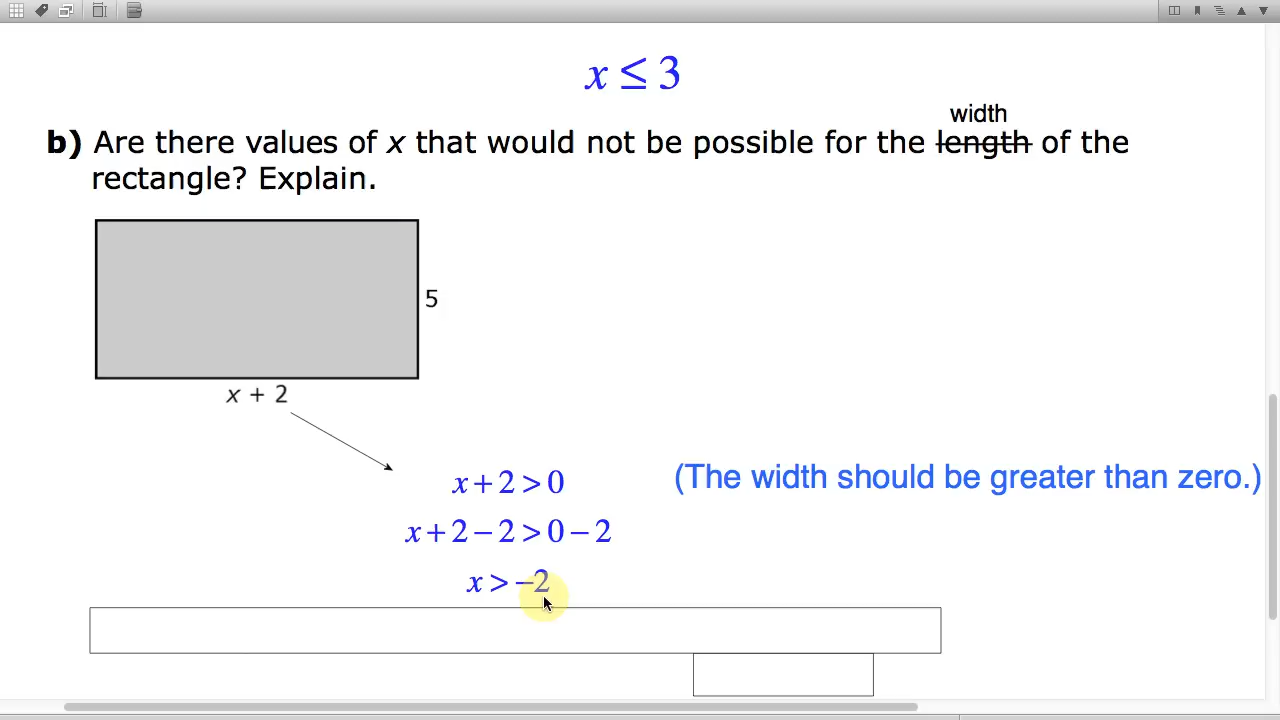 x ≤ 3
width
b) Are there values of x that would not be possible for the length of the
rectangle? Explain.
5
x + 2
x + 2 > 0
(The width should be greater than zero.)
x + 2 − 2 > 0 − 2
x > −2